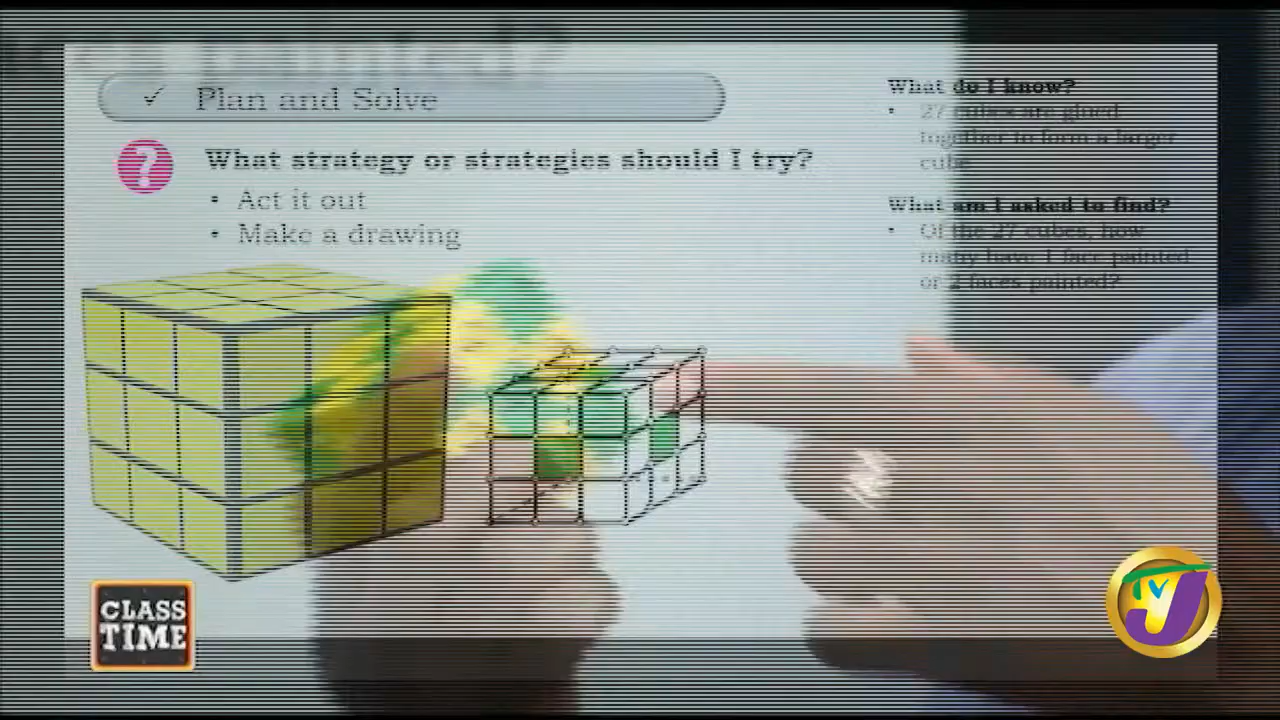 painted?
✓ Plan and Solve
? What strategy or strategies should I try?
• Act it out
• Make a drawing
What do I know?
• 27 cubes are glued
together to form a larger
cube
What am I asked to find?
• Of the 27 cubes, how
many have 1 face painted
or 2 faces painted?
CLASS
TIME
TVJ